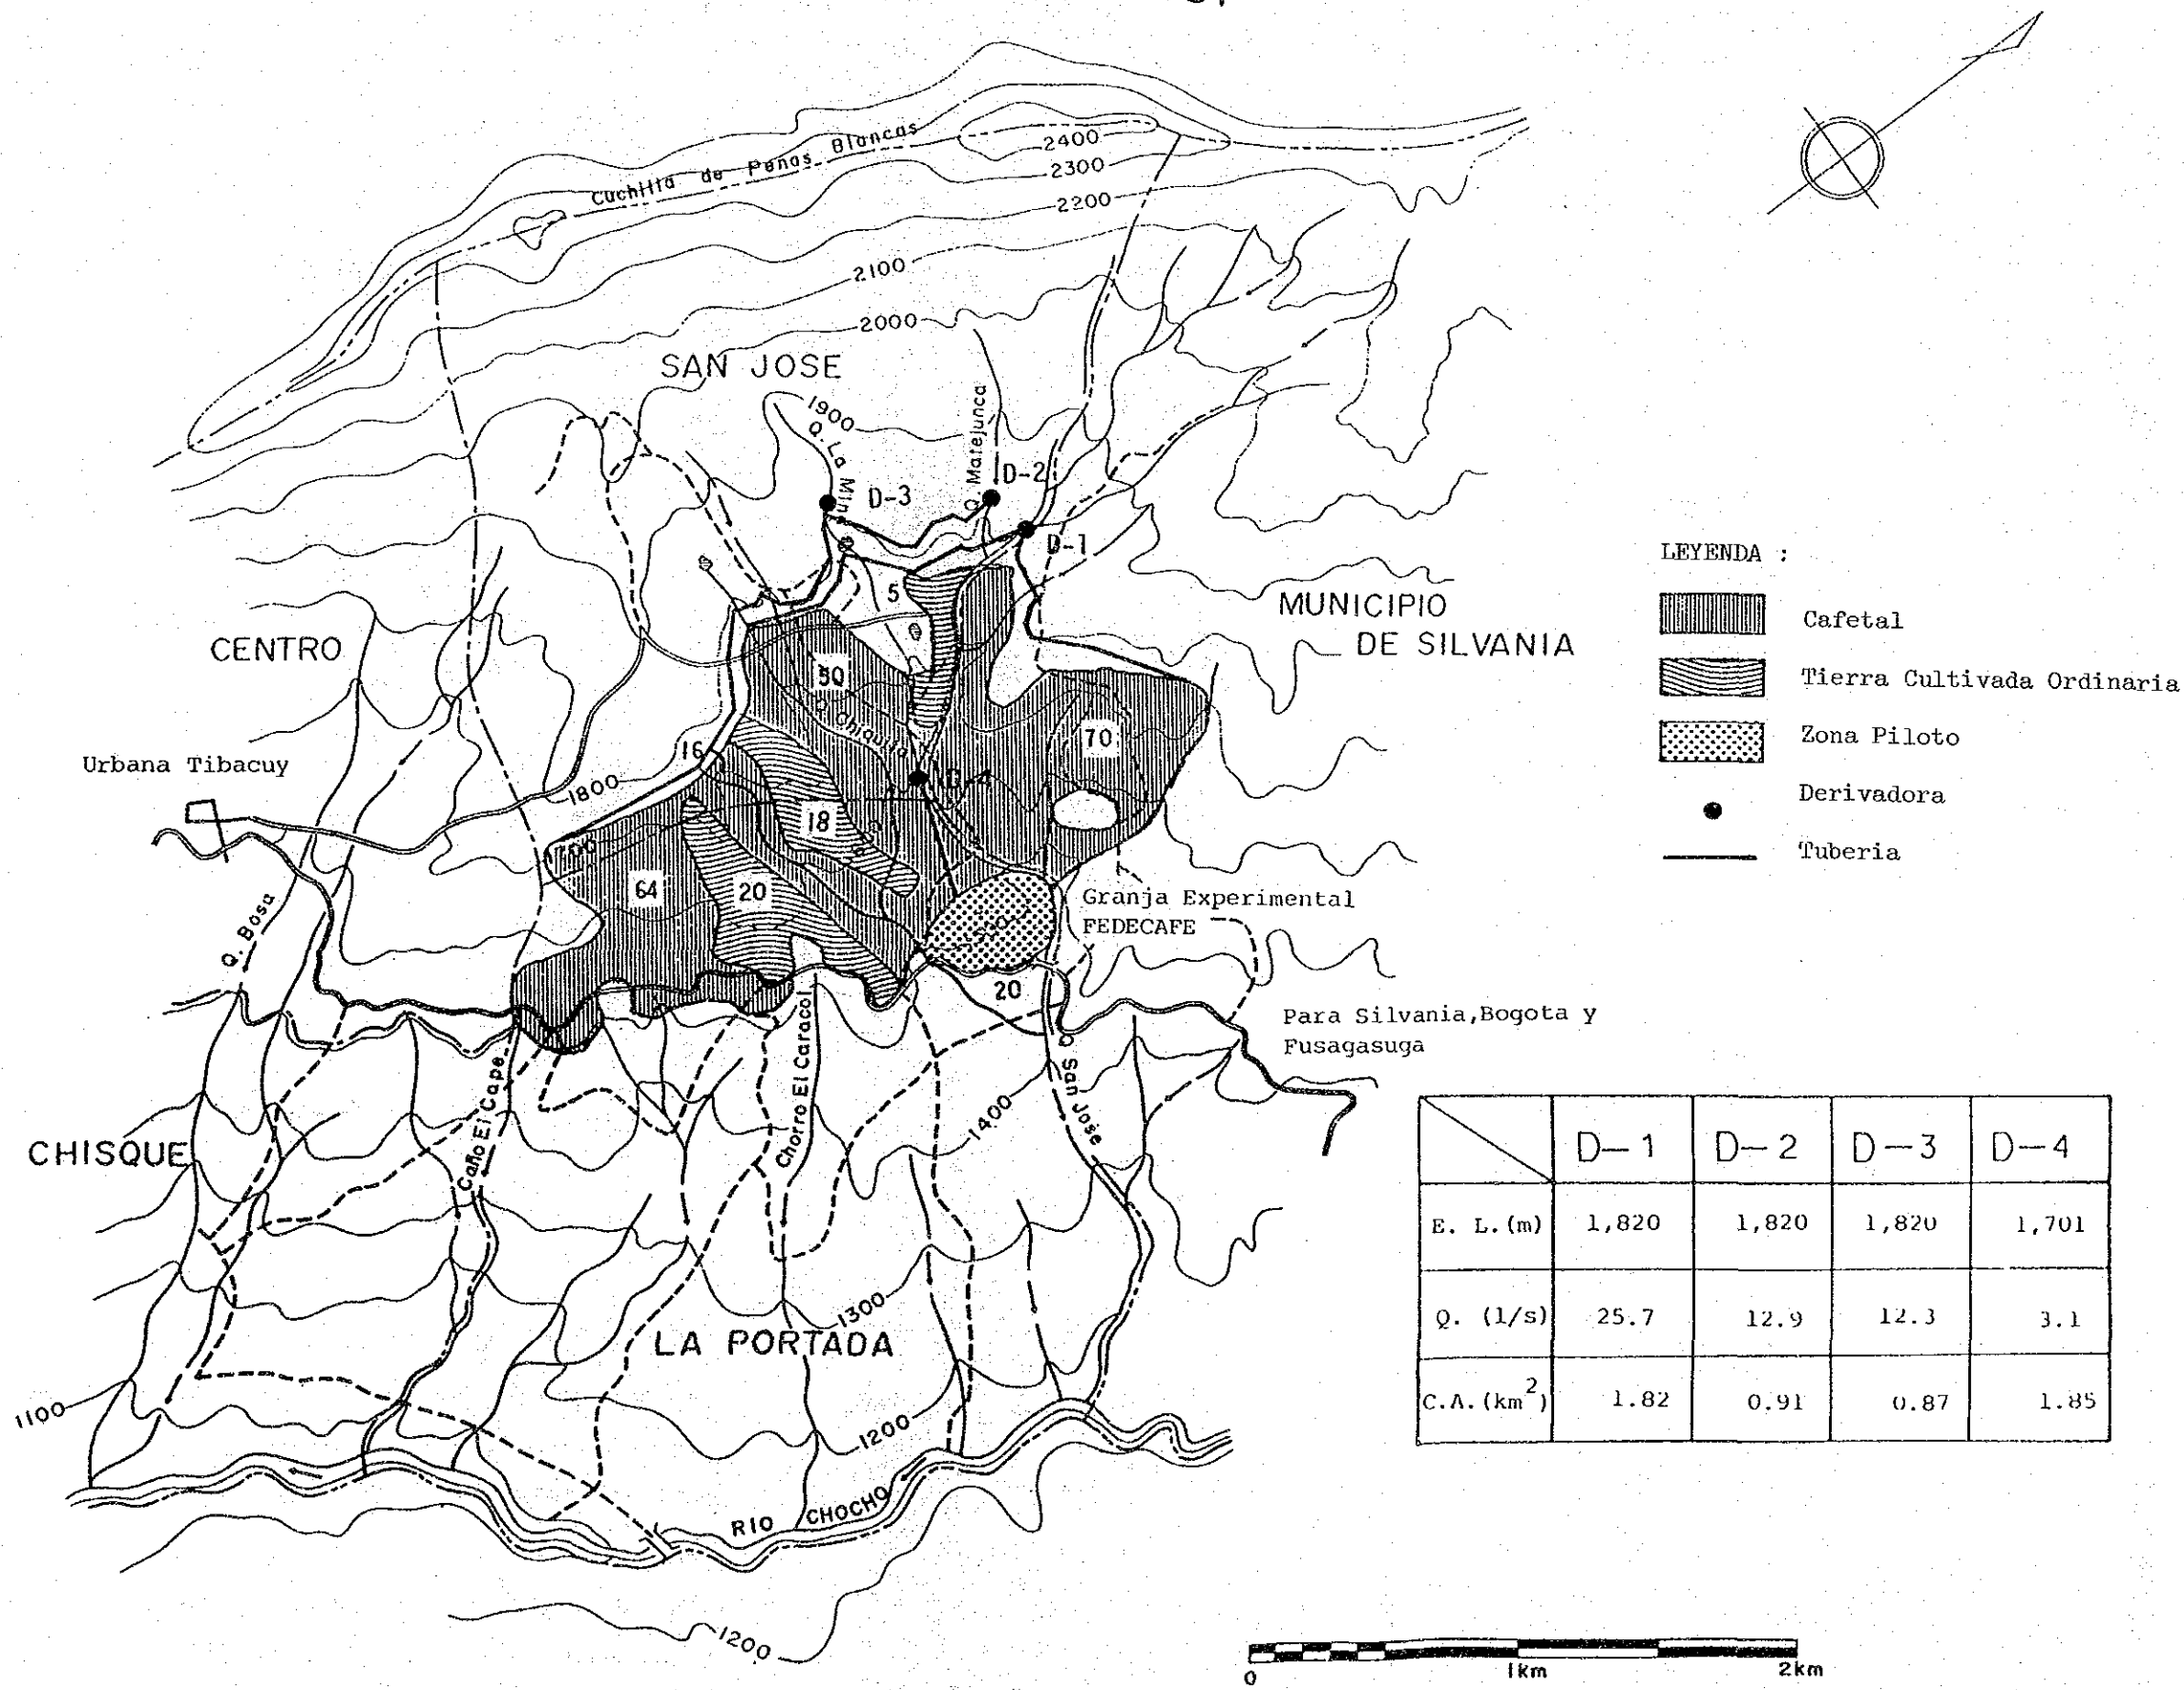 Cuchilla de Penas Blancas
2400
2300
2200
2100
2000
SAN JOSE
1900
Q. La Mina
Q. Matejunca
D-2
D-3
D-1
5
MUNICIPIO
DE SILVANIA
CENTRO
50
Q. Chiquita
70
16
Urbana Tibacuy
1800
D-4
18
1700
64
20
Granja Experimental
FEDECAFE
Q. Bosu
20
Para Silvania,Bogota y
Fusagasuga
Q. San Jose
Caño El Cape
Chorro El Caracol
1400
CHISQUE
1300
LA PORTADA
1100
1200
RIO CHOCHO
1200
LEYENDA :
Cafetal
Tierra Cultivada Ordinaria
Zona Piloto
Derivadora
Tuberia
D-1 D-2 D-3 D-4
E. L.(m) 1,820 1,820 1,820 1,701
Q. (l/s) 25.7 12.9 12.3 3.1
C.A.(km²) 1.82 0.91 0.87 1.85
0 1km 2km